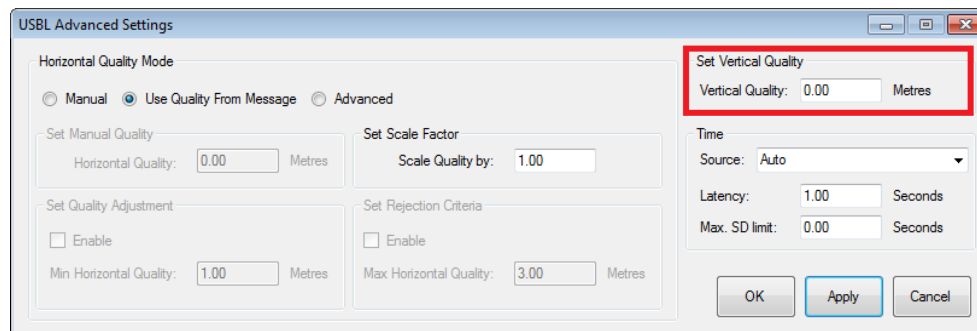 USBL Advanced Settings
Horizontal Quality Mode
Manual
Use Quality From Message
Advanced
Set Manual Quality
Horizontal Quality: 0.00 Metres
Set Scale Factor
Scale Quality by: 1.00
Set Quality Adjustment
Enable
Min Horizontal Quality: 1.00 Metres
Set Rejection Criteria
Enable
Max Horizontal Quality: 3.00 Metres
Set Vertical Quality
Vertical Quality: 0.00 Metres
Time
Source: Auto
Latency: 1.00 Seconds
Max. SD limit: 0.00 Seconds
OK
Apply
Cancel